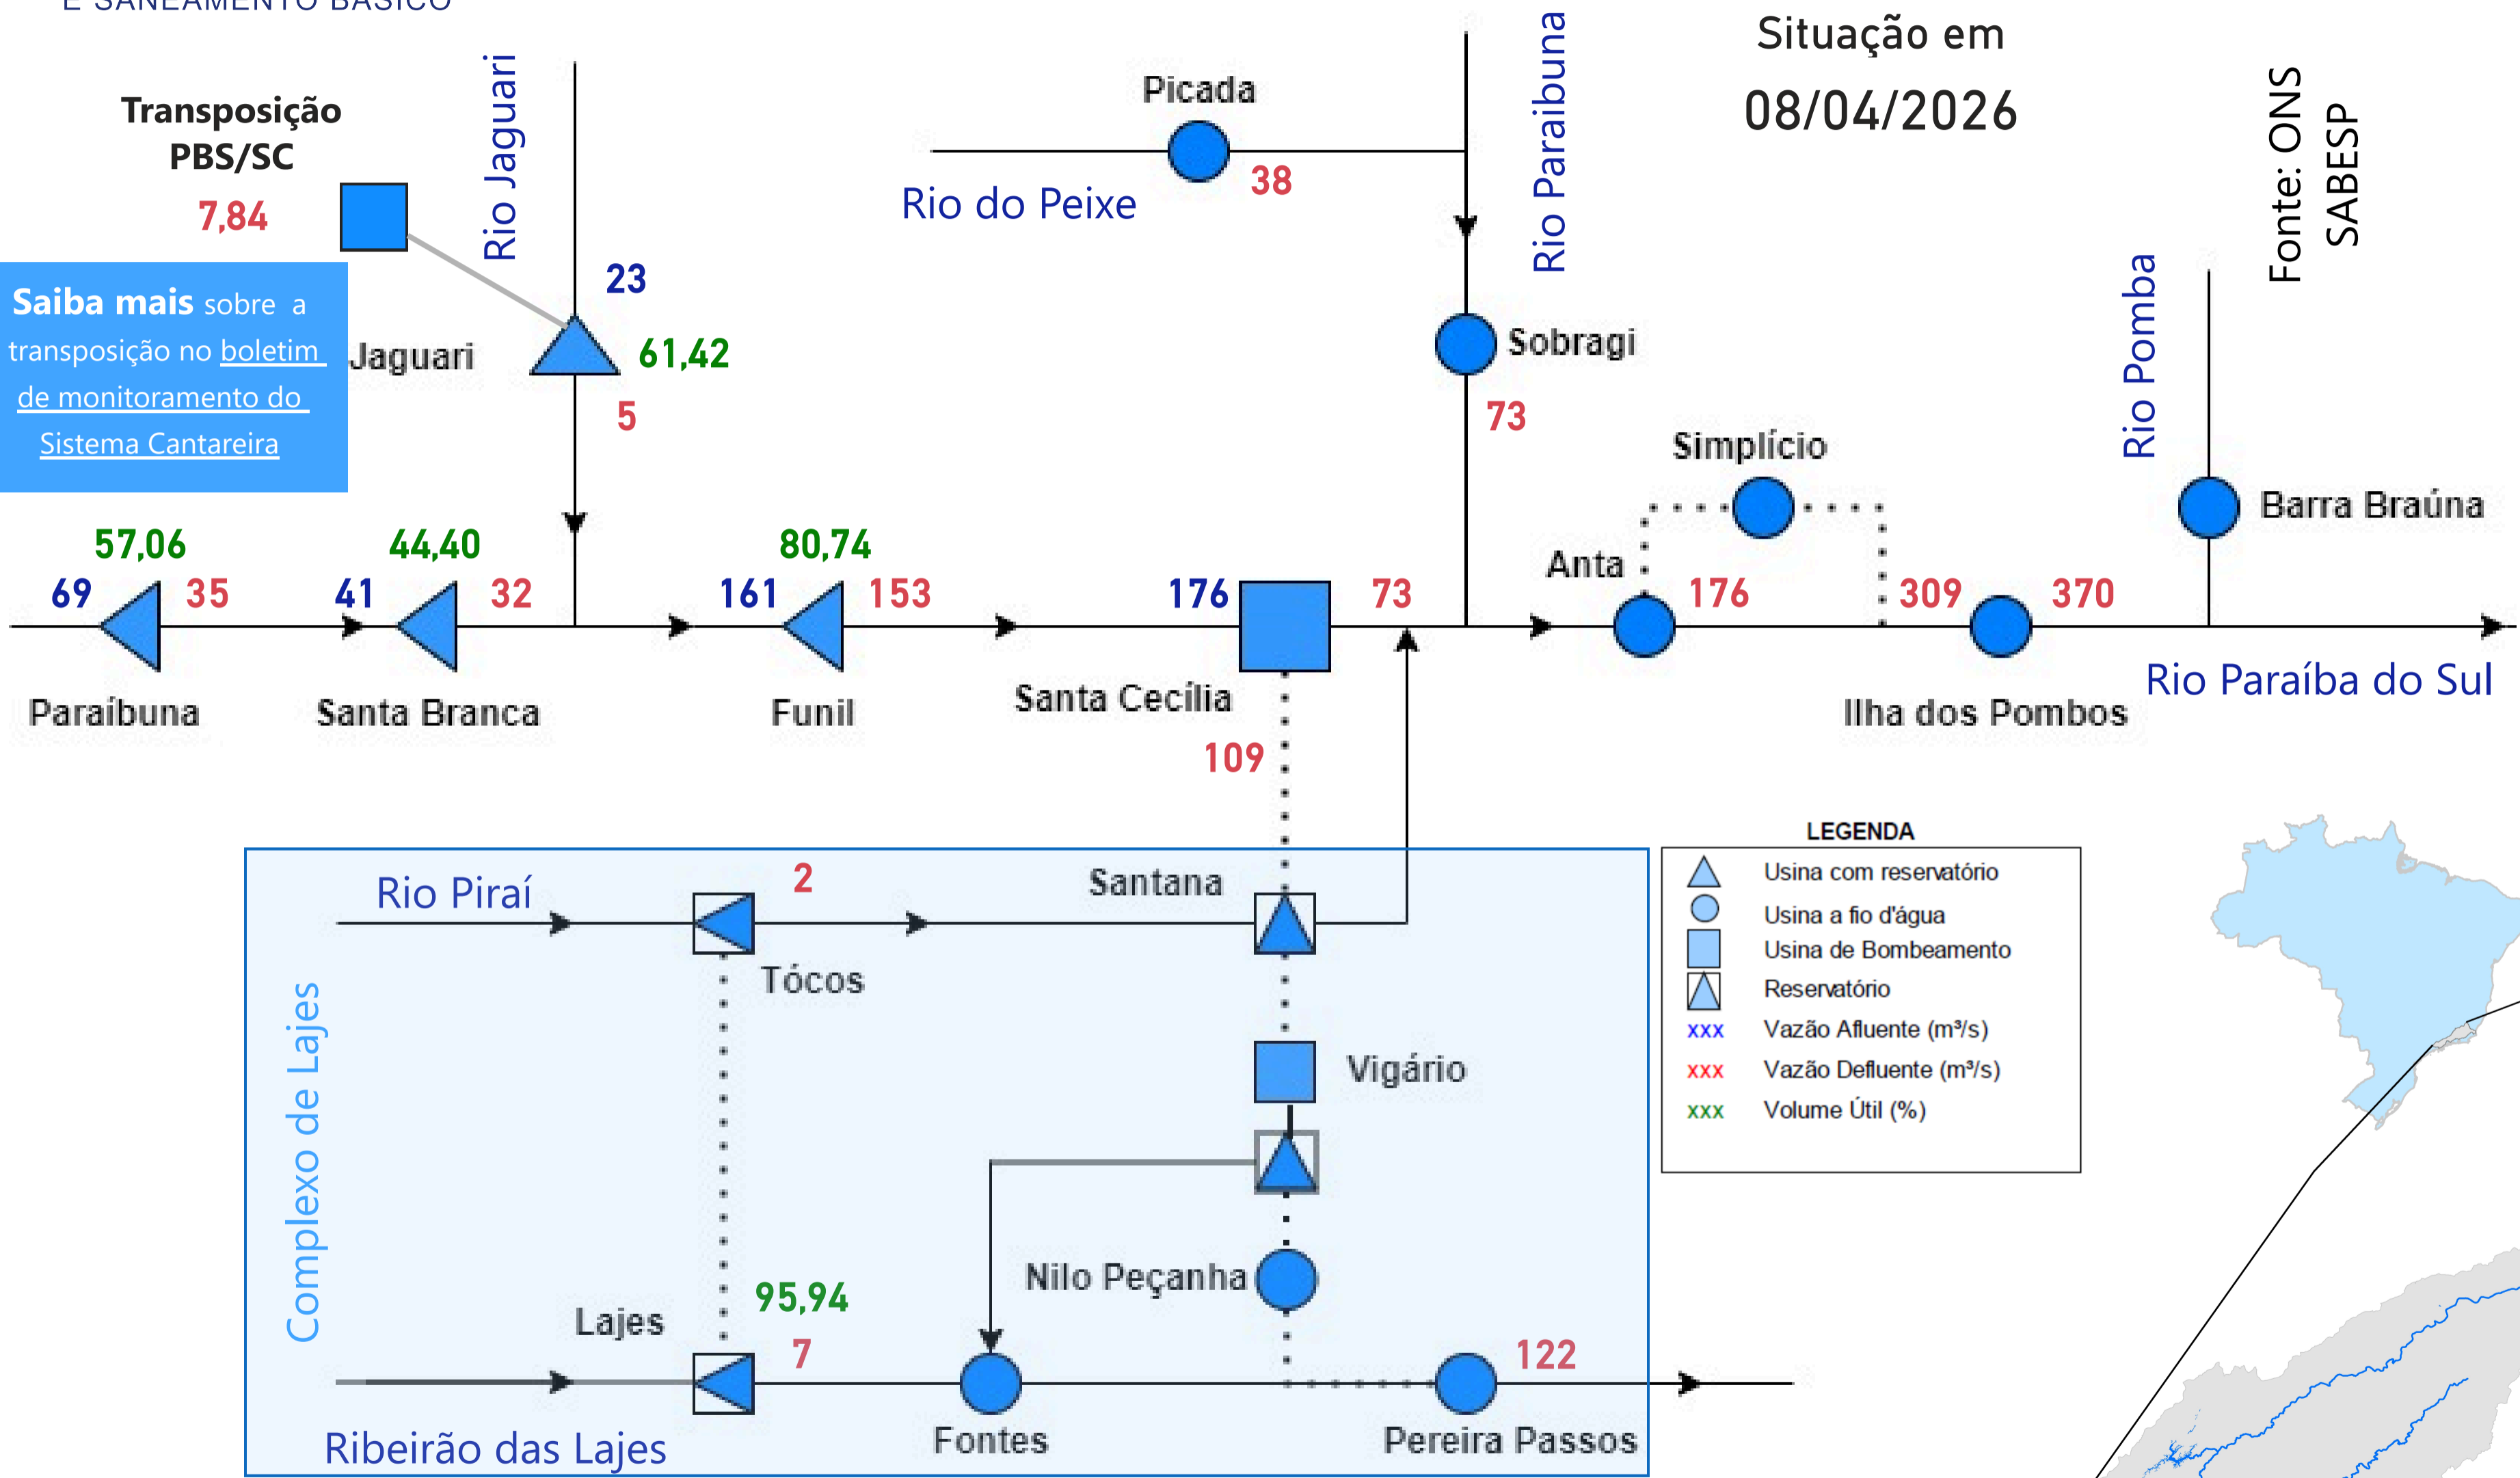 E SANEAMENTO BÁSICO
Situação em
08/04/2026
Fonte: ONS
SABESP
Transposição
PBS/SC
7,84
Rio Jaguari
Saiba mais sobre a
transposição no boletim
de monitoramento do
Sistema Cantareira
23
Jaguari
61,42
5
Picada
38
Rio do Peixe
Rio Paraibuna
Sobragi
73
Simplício
Rio Pomba
Barra Braúna
57,06
69
35
Paraíbuna
44,40
41
32
Santa Branca
80,74
161
153
Funil
176
73
Santa Cecília
109
Anta
176
309
370
Ilha dos Pombos
Rio Paraíba do Sul
Complexo de Lajes
Rio Piraí
2
Tócos
Santana
Vigário
Nilo Peçanha
Lajes
95,94
7
Ribeirão das Lajes
Fontes
122
Pereira Passos
LEGENDA
Usina com reservatório
Usina a fio d'água
Usina de Bombeamento
Reservatório
xxx Vazão Afluente (m³/s)
xxx Vazão Defluente (m³/s)
xxx Volume Útil (%)